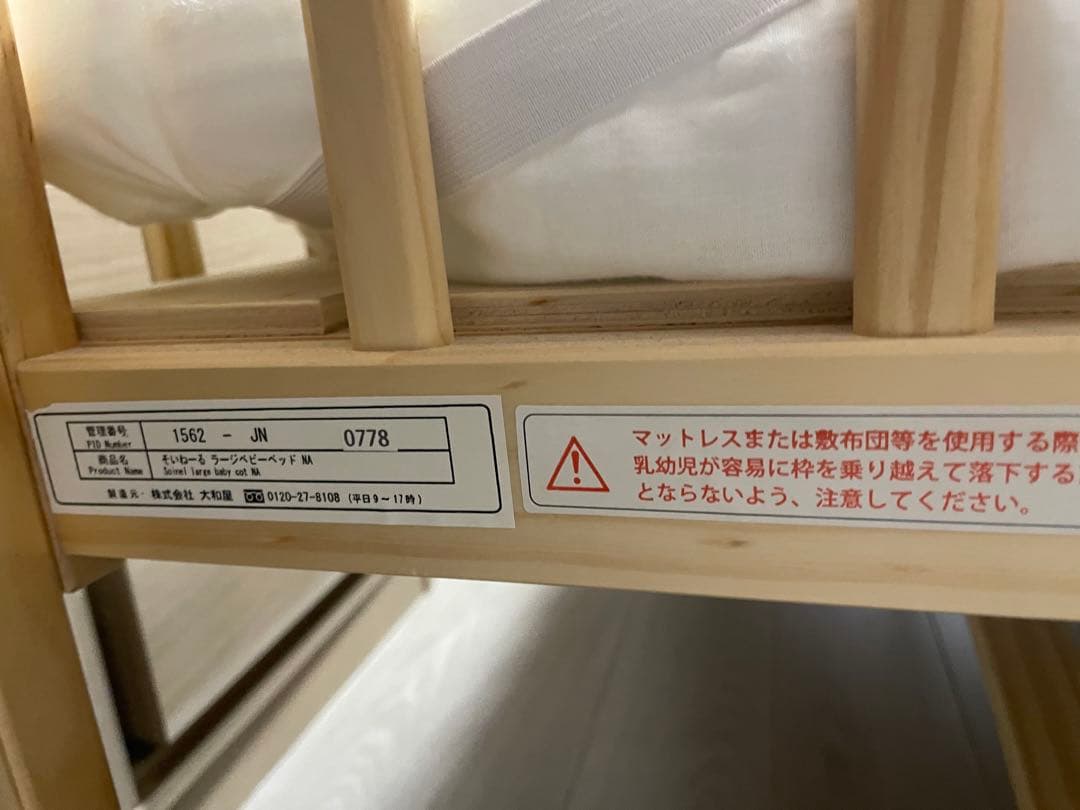 管理番号 1562 - JN 0778
PID Number
商品名 そいねーる ラージベビーベッド NA
Product Name Soinel large baby cot NA
製造元: 株式会社 大和屋 0120-27-8108 (平日9～17時)
マットレスまたは敷布団等を使用する際
乳幼児が容易に枠を乗り越えて落下する
とならないよう、注意してください。